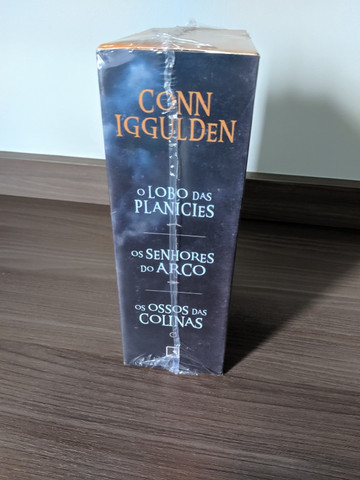 CONN
IGGULDEN
O LOBO DAS
PLANÍCIES
OS SENHORES
DO ARCO
OS OSSOS DAS
COLINAS